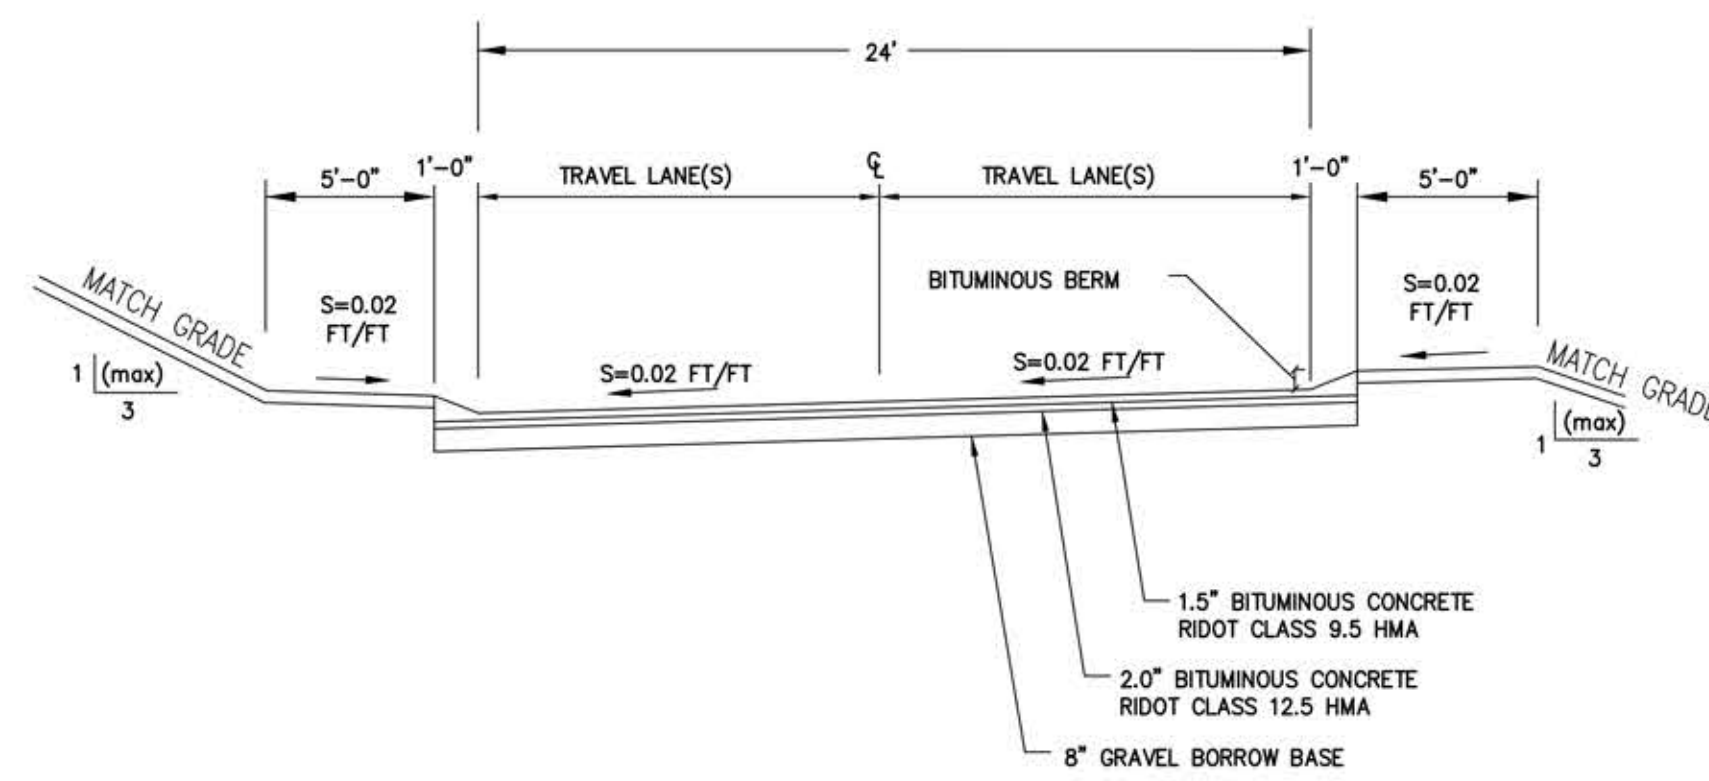 24'
5'-0"
1'-0"
TRAVEL LANE(S)
℄
TRAVEL LANE(S)
1'-0"
5'-0"
MATCH GRADE
S=0.02
FT/FT
BITUMINOUS BERM
S=0.02
FT/FT
1 (max)
3
S=0.02 FT/FT
S=0.02 FT/FT
MATCH GRADE
1 (max)
3
1.5" BITUMINOUS CONCRETE
RIDOT CLASS 9.5 HMA
2.0" BITUMINOUS CONCRETE
RIDOT CLASS 12.5 HMA
8" GRAVEL BORROW BASE